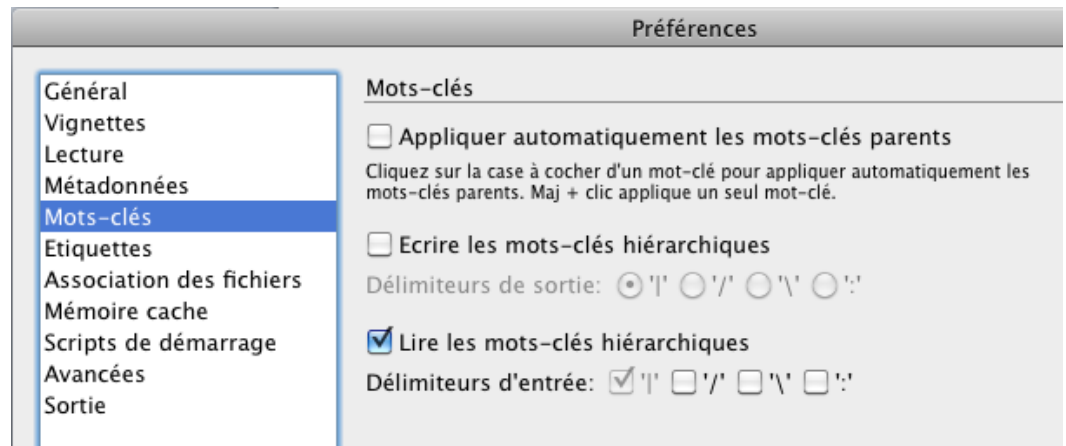 Préférences
Général
Vignettes
Lecture
Métadonnées
Mots-clés
Etiquettes
Association des fichiers
Mémoire cache
Scripts de démarrage
Avancées
Sortie
Mots-clés
Appliquer automatiquement les mots-clés parents
Cliquez sur la case à cocher d'un mot-clé pour appliquer automatiquement les
mots-clés parents. Maj + clic applique un seul mot-clé.
Ecrire les mots-clés hiérarchiques
Délimiteurs de sortie: '|' '/' '\' ':'
Lire les mots-clés hiérarchiques
Délimiteurs d'entrée: '|' '/' '\' ':'